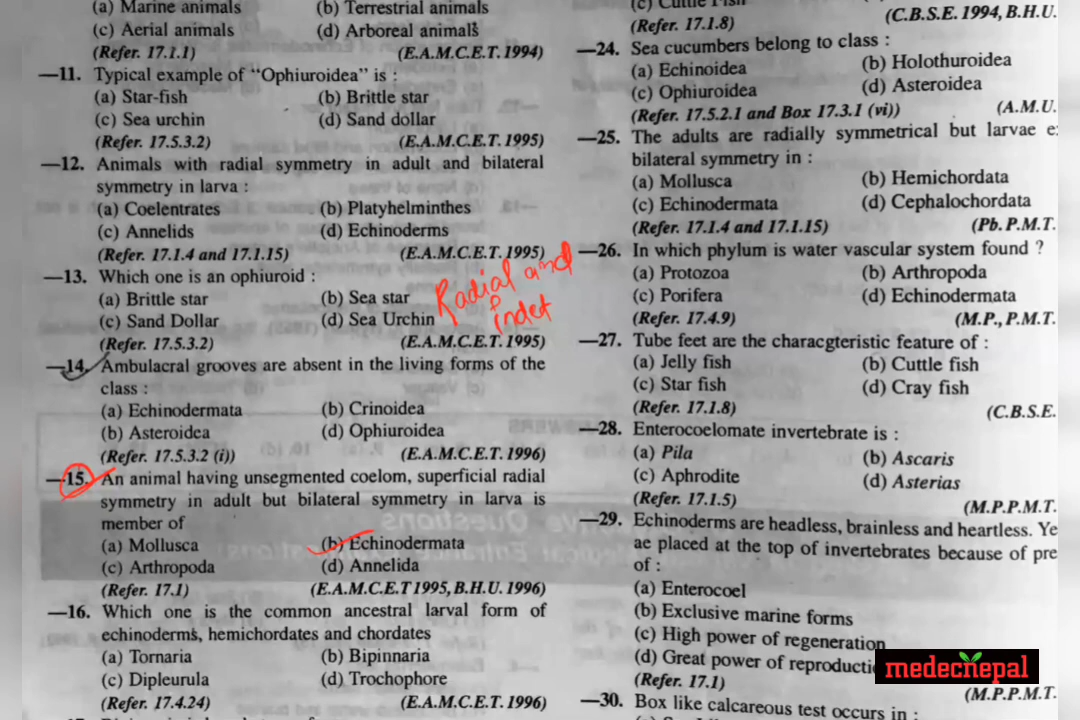 (a) Marine animals (b) Terrestrial animals
(c) Aerial animals (d) Arboreal animals
(Refer. 17.1.1) (E.A.M.C.E.T. 1994)
—11. Typical example of “Ophiuroidea” is :
(a) Star-fish (b) Brittle star
(c) Sea urchin (d) Sand dollar
(Refer. 17.5.3.2) (E.A.M.C.E.T. 1995)
—12. Animals with radial symmetry in adult and bilateral
symmetry in larva :
(a) Coelentrates (b) Platyhelminthes
(c) Annelids (d) Echinoderms
(Refer. 17.1.4 and 17.1.15) (E.A.M.C.E.T. 1995)
—13. Which one is an ophiuroid :
(a) Brittle star (b) Sea star
(c) Sand Dollar (d) Sea Urchin
(Refer. 17.5.3.2) (E.A.M.C.E.T. 1995)
Radial and
indet
—14. Ambulacral grooves are absent in the living forms of the
class :
(a) Echinodermata (b) Crinoidea
(b) Asteroidea (d) Ophiuroidea
(Refer. 17.5.3.2 (i)) (E.A.M.C.E.T. 1996)
—15. An animal having unsegmented coelom, superficial radial
symmetry in adult but bilateral symmetry in larva is
member of
(a) Mollusca (b) Echinodermata
(c) Arthropoda (d) Annelida
(Refer. 17.1) (E.A.M.C.E.T 1995, B.H.U. 1996)
—16. Which one is the common ancestral larval form of
echinoderms, hemichordates and chordates
(a) Tornaria (b) Bipinnaria
(c) Dipleurula (d) Trochophore
(Refer. 17.4.24) (E.A.M.C.E.T. 1996)
(c) Cuttle Fish
(Refer. 17.1.8) (C.B.S.E. 1994, B.H.U.
—24. Sea cucumbers belong to class :
(a) Echinoidea (b) Holothuroidea
(c) Ophiuroidea (d) Asteroidea
(Refer. 17.5.2.1 and Box 17.3.1 (vi)) (A.M.U.
—25. The adults are radially symmetrical but larvae e
bilateral symmetry in :
(a) Mollusca (b) Hemichordata
(c) Echinodermata (d) Cephalochordata
(Refer. 17.1.4 and 17.1.15) (Pb. P.M.T.
—26. In which phylum is water vascular system found ?
(a) Protozoa (b) Arthropoda
(c) Porifera (d) Echinodermata
(Refer. 17.4.9) (M.P., P.M.T.
—27. Tube feet are the characgteristic feature of :
(a) Jelly fish (b) Cuttle fish
(c) Star fish (d) Cray fish
(Refer. 17.1.8) (C.B.S.E.
—28. Enterocoelomate invertebrate is :
(a) Pila (b) Ascaris
(c) Aphrodite (d) Asterias
(Refer. 17.1.5) (M.P.P.M.T.
—29. Echinoderms are headless, brainless and heartless. Ye
ae placed at the top of invertebrates because of pre
of :
(a) Enterocoel
(b) Exclusive marine forms
(c) High power of regeneration
(d) Great power of reproducti
(Refer. 17.1) (M.P.P.M.T.
—30. Box like calcareous test occurs in :
medecnepal